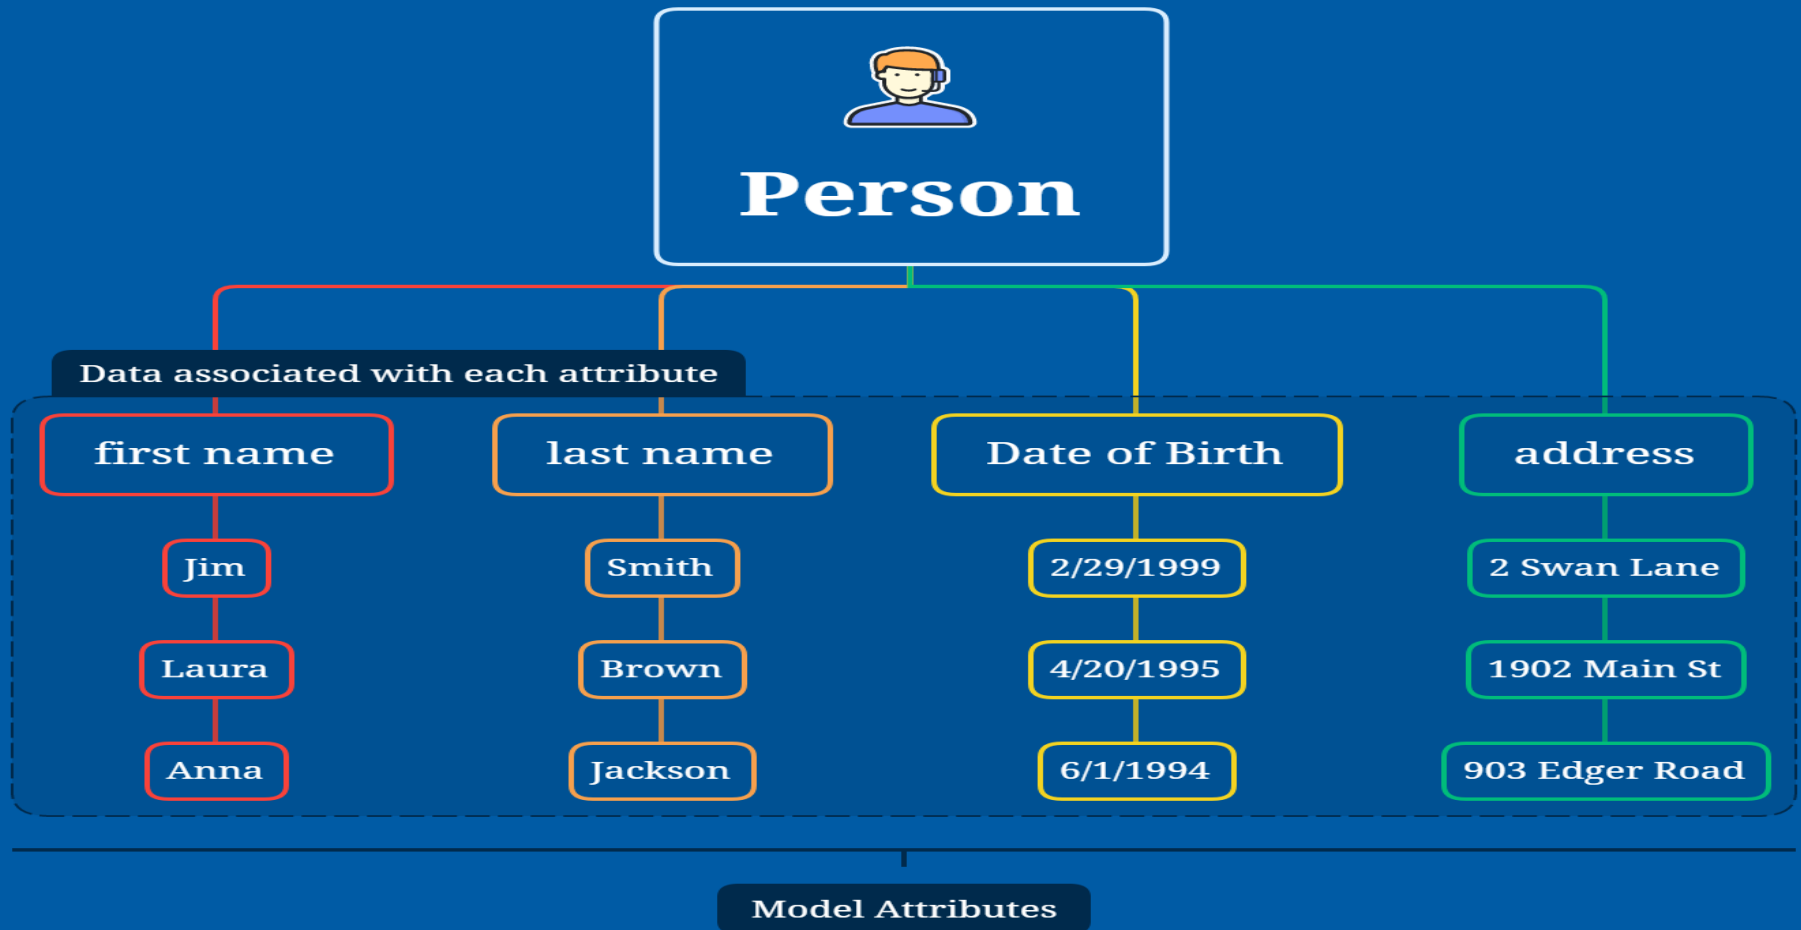 Person
Data associated with each attribute
first name
last name
Date of Birth
address
Jim
Smith
2/29/1999
2 Swan Lane
Laura
Brown
4/20/1995
1902 Main St
Anna
Jackson
6/1/1994
903 Edger Road
Model Attributes